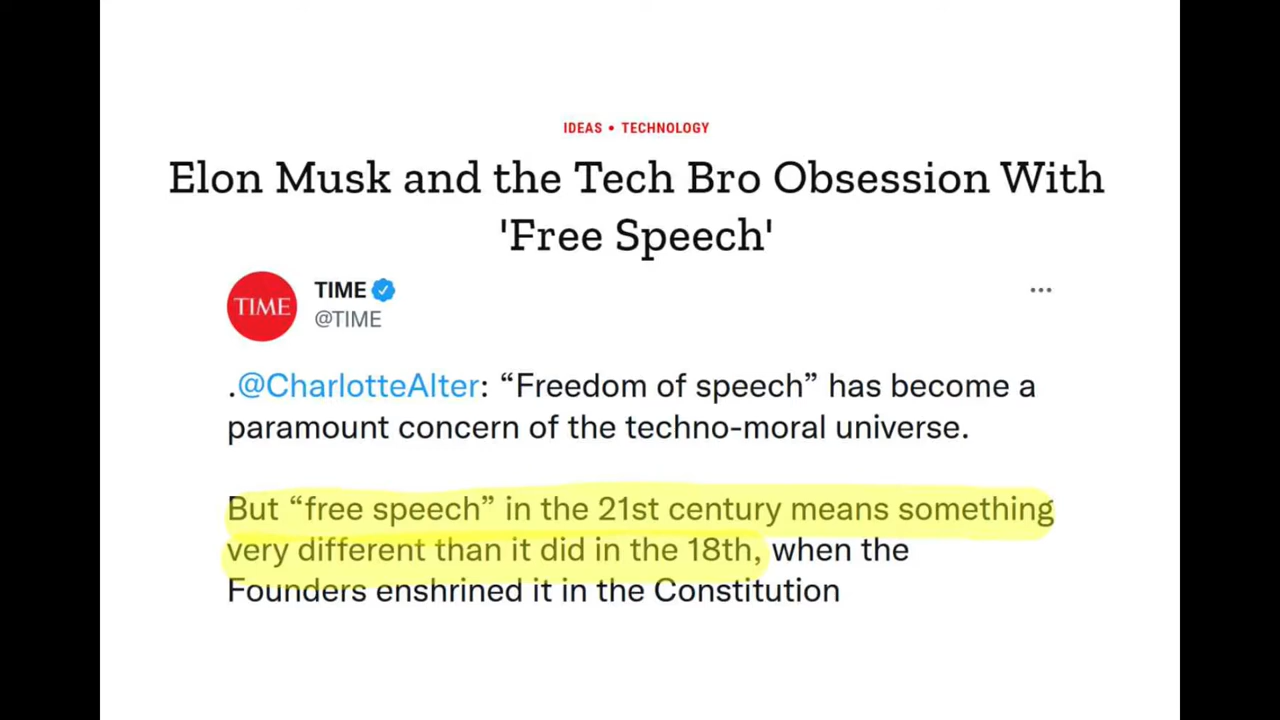 IDEAS • TECHNOLOGY
Elon Musk and the Tech Bro Obsession With
'Free Speech'
TIME
TIME
@TIME
.@CharlotteAlter: “Freedom of speech” has become a
paramount concern of the techno-moral universe.
But “free speech” in the 21st century means something
very different than it did in the 18th, when the
Founders enshrined it in the Constitution